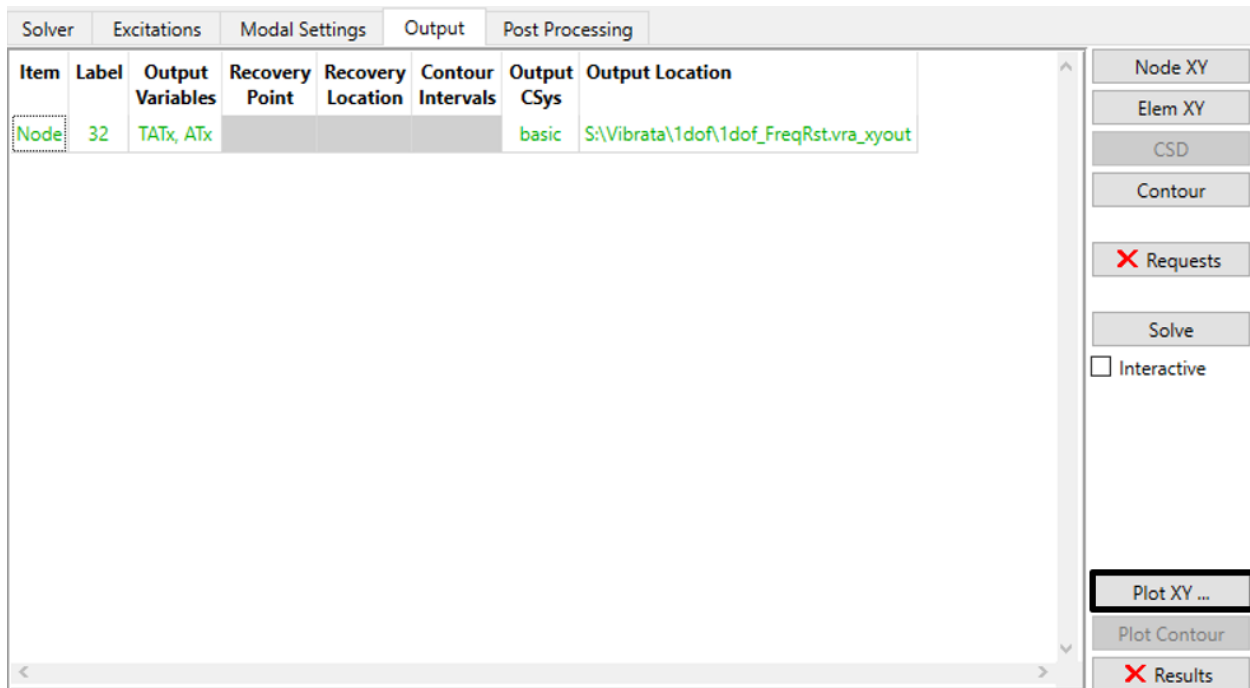 Solver Excitations Modal Settings Output Post Processing
Item Label Output Variables Recovery Point Recovery Location Contour Intervals Output CSys Output Location
Node 32 TATx, ATx basic S:\Vibrata\1dof\1dof_FreqRst.vra_xyout
Node XY
Elem XY
CSD
Contour
Requests
Solve
Interactive
Plot XY ...
Plot Contour
Results